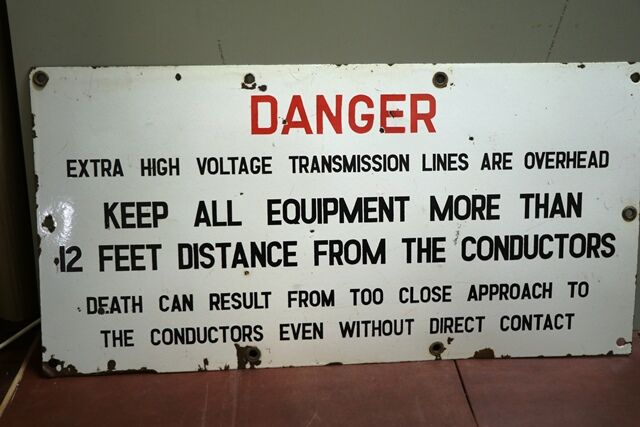 DANGER
EXTRA HIGH VOLTAGE TRANSMISSION LINES ARE OVERHEAD
KEEP ALL EQUIPMENT MORE THAN
12 FEET DISTANCE FROM THE CONDUCTORS
DEATH CAN RESULT FROM TOO CLOSE APPROACH TO
THE CONDUCTORS EVEN WITHOUT DIRECT CONTACT